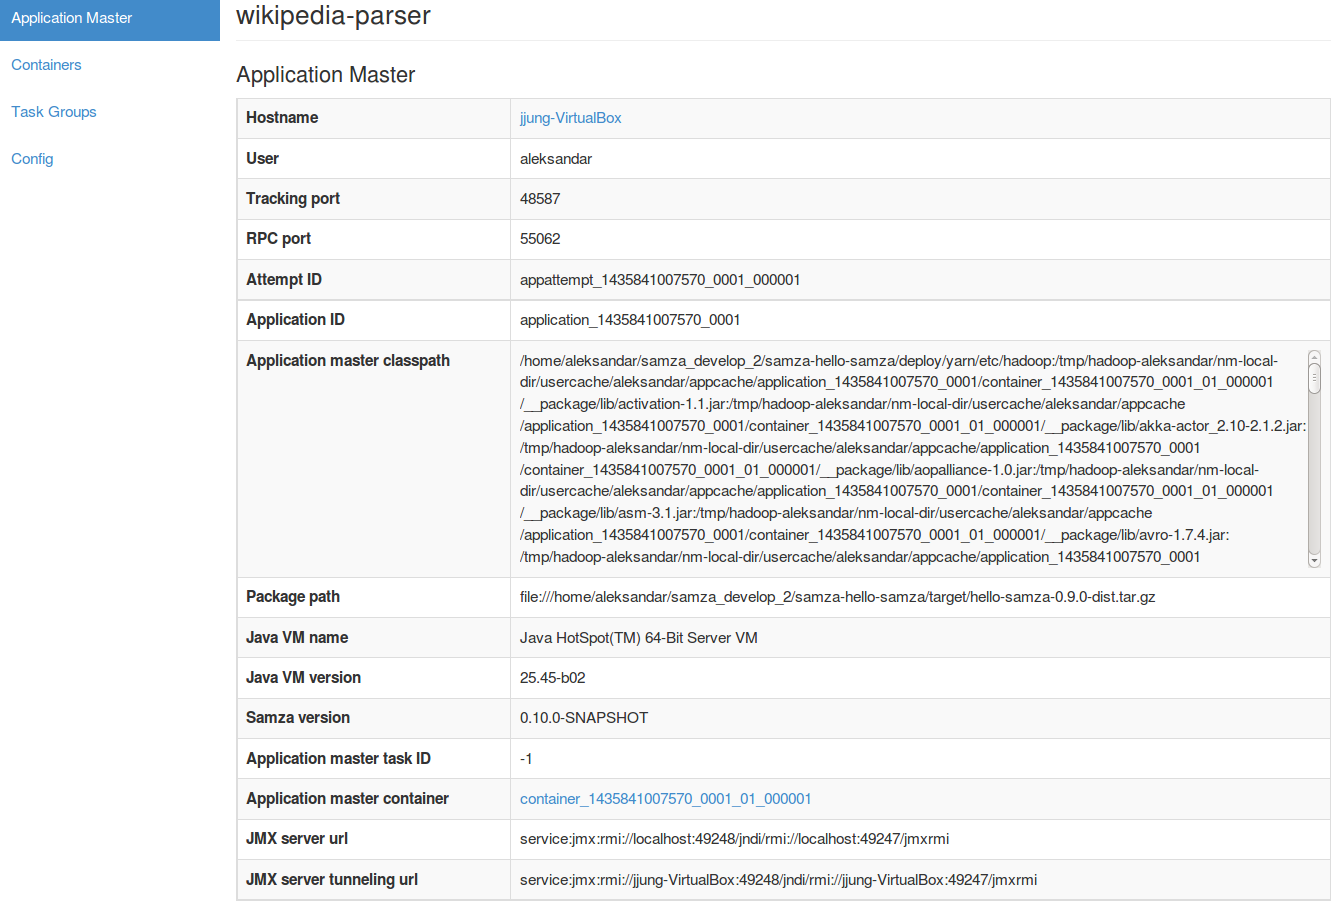 Application Master
Containers
Task Groups
Config
wikipedia-parser
Application Master
Hostname jjung-VirtualBox
User aleksandar
Tracking port 48587
RPC port 55062
Attempt ID appattempt_1435841007570_0001_000001
Application ID application_1435841007570_0001
Application master classpath /home/aleksandar/samza_develop_2/samza-hello-samza/deploy/yarn/etc/hadoop:/tmp/hadoop-aleksandar/nm-local-
dir/usercache/aleksandar/appcache/application_1435841007570_0001/container_1435841007570_0001_01_000001
/__package/lib/activation-1.1.jar:/tmp/hadoop-aleksandar/nm-local-dir/usercache/aleksandar/appcache
/application_1435841007570_0001/container_1435841007570_0001_01_000001/__package/lib/akka-actor_2.10-2.1.2.jar:
/tmp/hadoop-aleksandar/nm-local-dir/usercache/aleksandar/appcache/application_1435841007570_0001
/container_1435841007570_0001_01_000001/__package/lib/aopalliance-1.0.jar:/tmp/hadoop-aleksandar/nm-local-
dir/usercache/aleksandar/appcache/application_1435841007570_0001/container_1435841007570_0001_01_000001
/__package/lib/asm-3.1.jar:/tmp/hadoop-aleksandar/nm-local-dir/usercache/aleksandar/appcache
/application_1435841007570_0001/container_1435841007570_0001_01_000001/__package/lib/avro-1.7.4.jar:
/tmp/hadoop-aleksandar/nm-local-dir/usercache/aleksandar/appcache/application_1435841007570_0001
Package path file:///home/aleksandar/samza_develop_2/samza-hello-samza/target/hello-samza-0.9.0-dist.tar.gz
Java VM name Java HotSpot(TM) 64-Bit Server VM
Java VM version 25.45-b02
Samza version 0.10.0-SNAPSHOT
Application master task ID -1
Application master container container_1435841007570_0001_01_000001
JMX server url service:jmx:rmi://localhost:49248/jndi/rmi://localhost:49247/jmxrmi
JMX server tunneling url service:jmx:rmi://jjung-VirtualBox:49248/jndi/rmi://jjung-VirtualBox:49247/jmxrmi